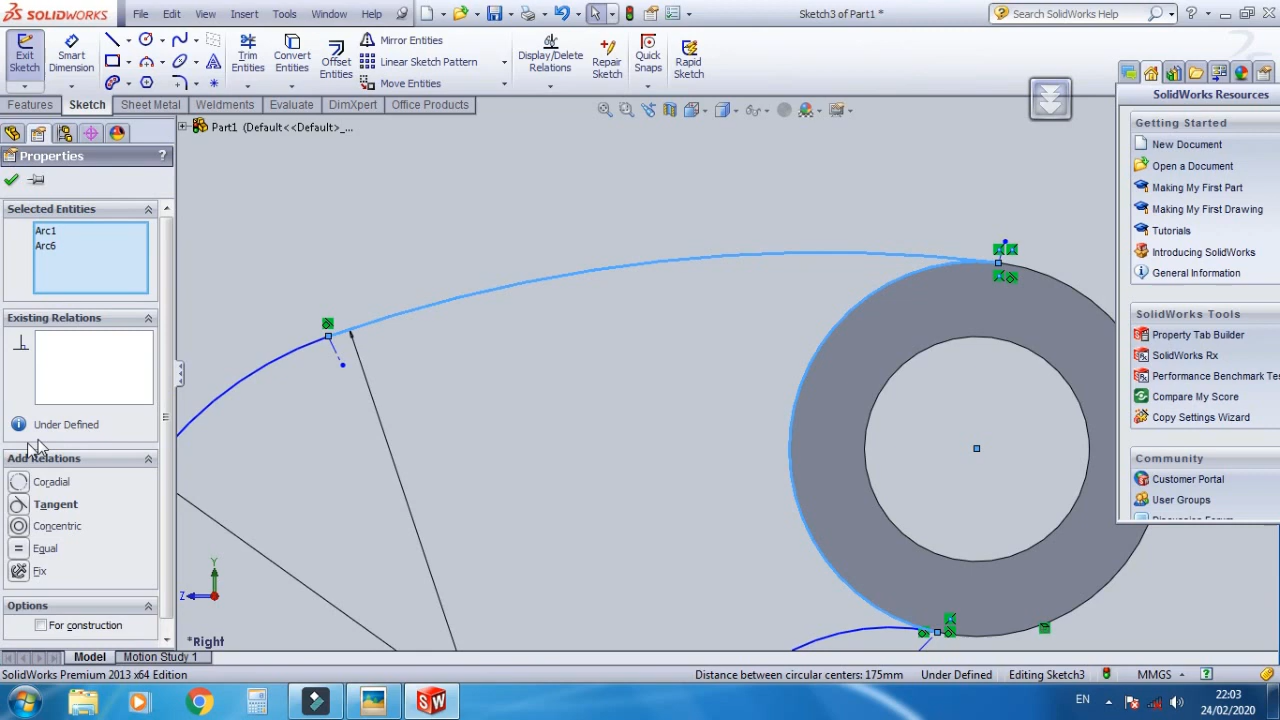 SOLIDWORKS
File
Edit
View
Insert
Tools
Window
Help
Sketch3 of Part1 *
Search SolidWorks Help
Exit Sketch
Smart Dimension
Trim Entities
Convert Entities
Offset Entities
Mirror Entities
Linear Sketch Pattern
Move Entities
Display/Delete Relations
Repair Sketch
Quick Snaps
Rapid Sketch
Features
Sketch
Sheet Metal
Weldments
Evaluate
DimXpert
Office Products
Part1 (Default<<Default>_...
Properties
?
Selected Entities
Arc1
Arc6
Existing Relations
Under Defined
Add Relations
Coradial
Tangent
Concentric
Equal
Fix
Options
For construction
Y
Z
*Right
SolidWorks Resources
Getting Started
New Document
Open a Document
Making My First Part
Making My First Drawing
Tutorials
Introducing SolidWorks
General Information
SolidWorks Tools
Property Tab Builder
SolidWorks Rx
Performance Benchmark Te
Compare My Score
Copy Settings Wizard
Community
Customer Portal
User Groups
Discussion Forum
Model
Motion Study 1
SolidWorks Premium 2013 x64 Edition
Distance between circular centers: 175mm
Under Defined
Editing Sketch3
MMGS
?
EN
22:03
24/02/2020